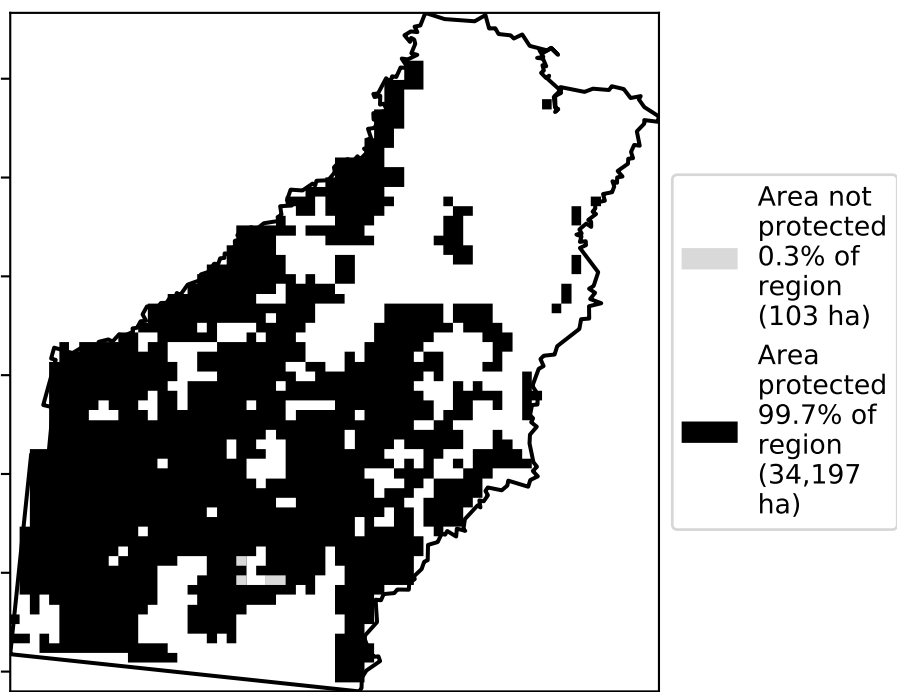 Area not
protected
0.3% of
region
(103 ha)
Area
protected
99.7% of
region
(34,197
ha)